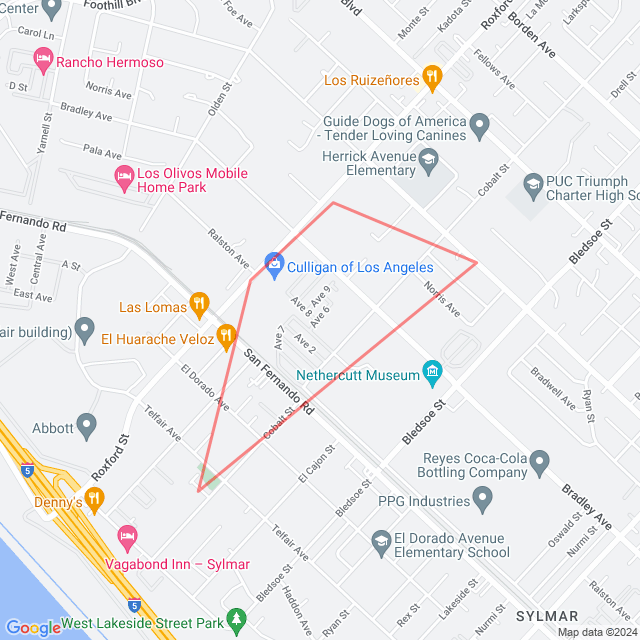 Center
Foothill Bl
Carol Ln
Foe Ave
Blvd
Monte St
Kadota St
Roxford
La Mo
Larksp
Borden Ave
Rancho Hermoso
Yarnell St
D St
Norris Ave
Olden St
Los Ruizeñores
Fellows Ave
Drell St
Bradley Ave
Guide Dogs of America
- Tender Loving Canines
Pala Ave
Herrick Avenue
Elementary
Cobalt St
Los Olivos Mobile
Home Park
PUC Triumph
Charter High Sc
Fernando Rd
Bledsoe St
Ralston Ave
West Ave
Central Ave
A St
East Ave
Culligan of Los Angeles
Norris Ave
Ave 9
Ave 8
Ave 6
Las Lomas
air building)
El Huarache Veloz
Ave 7
Ave 2
San Fernando Rd
Nethercutt Museum
El Dorado Ave
Bradwell Ave
Ryan St
Telfair Ave
Cobalt St
Bledsoe St
Abbott
Roxford St
El Cajon St
Reyes Coca-Cola
Bottling Company
5
Denny's
Bledsoe St
PPG Industries
Bradley Ave
Oswald St
Nurmi St
Vagabond Inn – Sylmar
Telfair Ave
El Dorado Avenue
Elementary School
Bledsoe St
Haddon Ave
Ralston Ave
5
Lakeside St
Rex St
Ryan St
Nurmi St
West Lakeside Street Park
SYLMAR
Google
Map data ©2024